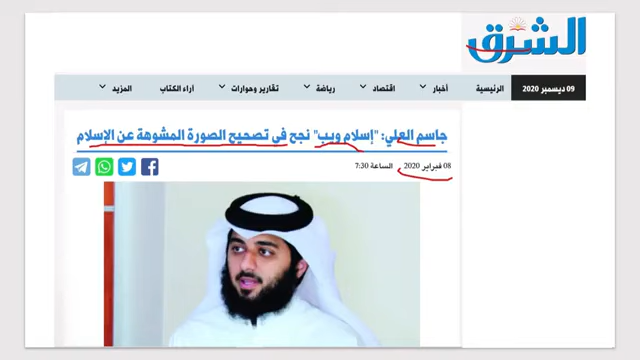 الشرق
09 ديسمبر 2020
الرئيسية أخبار اقتصاد رياضة تقارير وحوارات آراء الكتاب المزيد
جاسم العلي: "إسلام ويب" نجح في تصحيح الصورة المشوهة عن الإسلام
08 فبراير 2020 الساعة 7:30